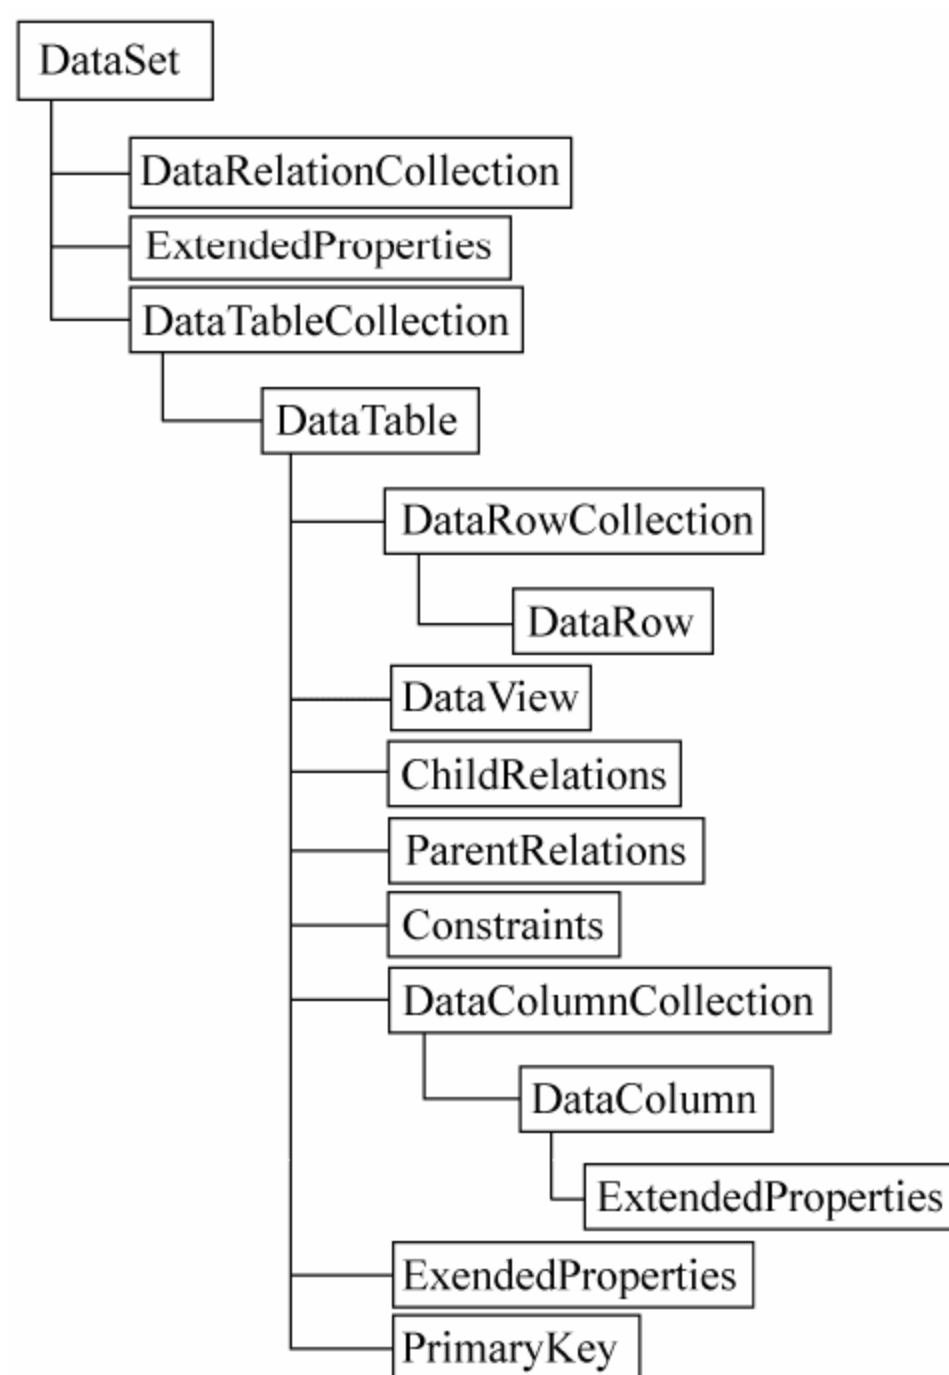 DataSet
DataRelationCollection
ExtendedProperties
DataTableCollection
DataTable
DataRowCollection
DataRow
DataView
ChildRelations
ParentRelations
Constraints
DataColumnCollection
DataColumn
ExtendedProperties
ExendedProperties
PrimaryKey